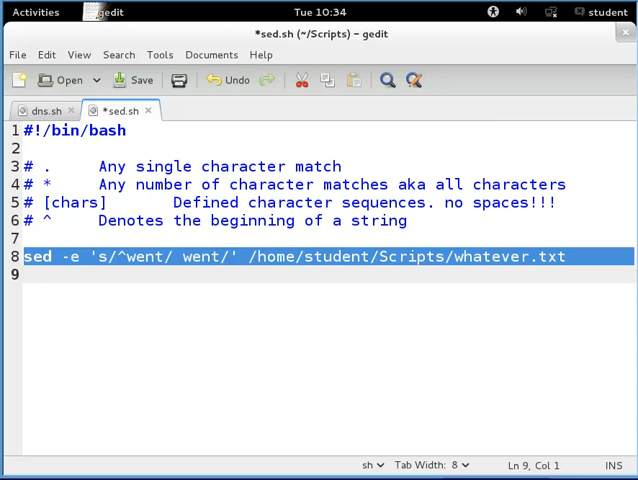 Activities gedit Tue 10:34 student
*sed.sh (~/Scripts) – gedit
File Edit View Search Tools Documents Help
Open Save Undo
dns.sh *sed.sh
1 #!/bin/bash
2
3 # . Any single character match
4 # * Any number of character matches aka all characters
5 # [chars] Defined character sequences. no spaces!!!
6 # ^ Denotes the beginning of a string
7
8 sed -e 's/^went/ went/' /home/student/Scripts/whatever.txt
9
sh Tab Width: 8 Ln 9, Col 1 INS